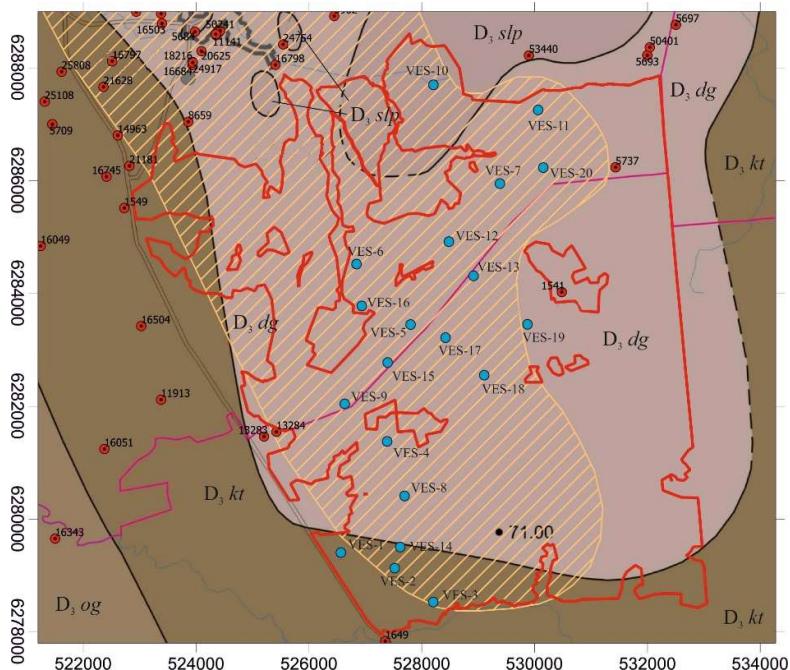 16503
50241
5684
11141
24764
5697
D₃ slp
53440
50401
5693
16797
18216
20625
16684
24917
16798
25808
21628
VES-10
D₃ dg
6288000
25108
D₃ slp
VES-11
5709
14963
8659
D₃ kt
21181
VES-7
VES-20
5737
16745
6286000
1549
16049
VES-12
VES-6
VES-13
1541
6284000
VES-16
16504
D₃ dg
VES-5
VES-19
VES-17
D₃ dg
VES-15
VES-18
11913
VES-9
6282000
13283
13284
16051
VES-4
D₃ kt
VES-8
6280000
16343
71.00
VES-1
VES-14
VES-2
D₃ og
VES-3
D₃ kt
6278000
1649
522000
524000
526000
528000
530000
532000
534000